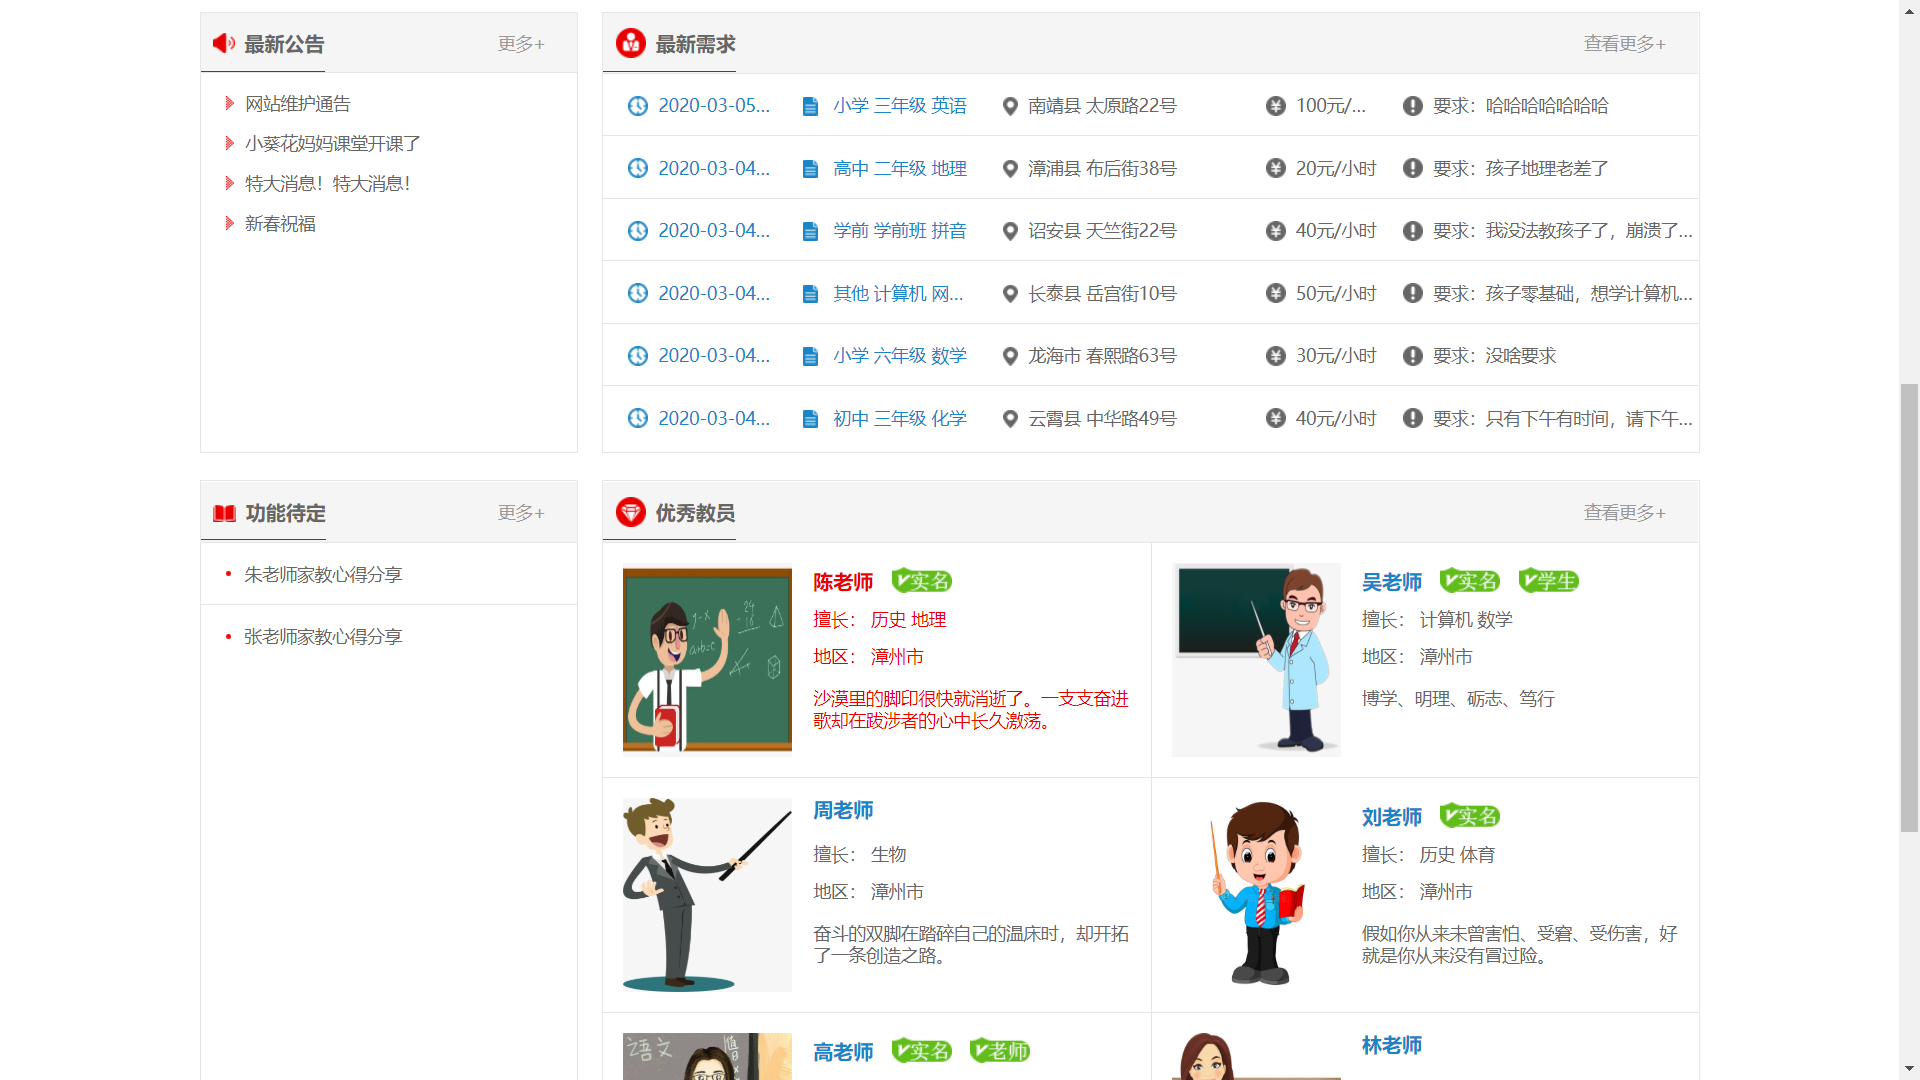 最新公告 更多+
网站维护通告
小葵花妈妈课堂开课了
特大消息！特大消息！
新春祝福
最新需求 查看更多+
2020-03-05... 小学 三年级 英语 南靖县 太原路22号 100元/... 要求：哈哈哈哈哈哈哈
2020-03-04... 高中 二年级 地理 漳浦县 布后街38号 20元/小时 要求：孩子地理老差了
2020-03-04... 学前 学前班 拼音 诏安县 天竺街22号 40元/小时 要求：我没法教孩子了，崩溃了...
2020-03-04... 其他 计算机 网... 长泰县 岳宫街10号 50元/小时 要求：孩子零基础，想学计算机...
2020-03-04... 小学 六年级 数学 龙海市 春熙路63号 30元/小时 要求：没啥要求
2020-03-04... 初中 三年级 化学 云霄县 中华路49号 40元/小时 要求：只有下午有时间，请下午...
功能待定 更多+
朱老师家教心得分享
张老师家教心得分享
优秀教员 查看更多+
陈老师 实名
擅长： 历史 地理
地区： 漳州市
沙漠里的脚印很快就消逝了。一支支奋进
歌却在跋涉者的心中长久激荡。
吴老师 实名 学生
擅长： 计算机 数学
地区： 漳州市
博学、明理、砺志、笃行
周老师
擅长： 生物
地区： 漳州市
奋斗的双脚在踏碎自己的温床时，却开拓
了一条创造之路。
刘老师 实名
擅长： 历史 体育
地区： 漳州市
假如你从来未曾害怕、受窘、受伤害，好
就是你从来没有冒过险。
语文
高老师 实名 老师
林老师